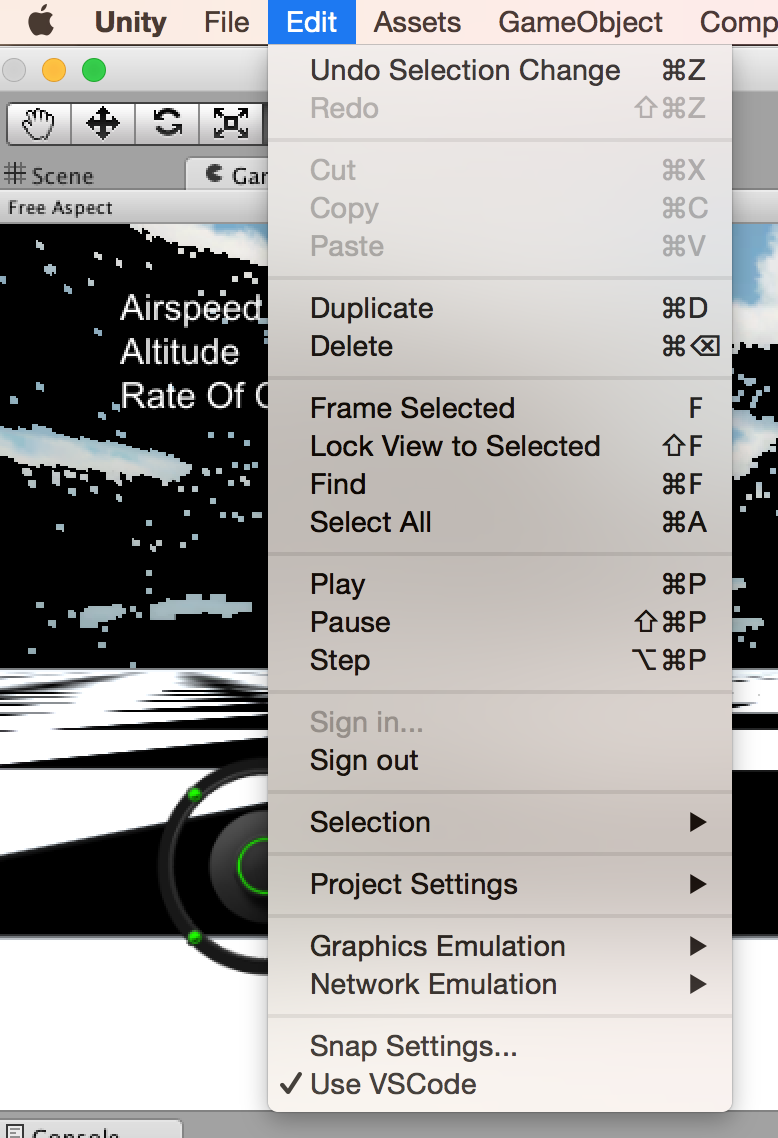 Unity File Edit Assets GameObject Comp
Undo Selection Change ⌘Z
Redo ⇧⌘Z
Cut ⌘X
Copy ⌘C
Paste ⌘V
Duplicate ⌘D
Delete ⌘⌫
Frame Selected F
Lock View to Selected ⇧F
Find ⌘F
Select All ⌘A
Play ⌘P
Pause ⇧⌘P
Step ⌥⌘P
Sign in...
Sign out
Selection ▶
Project Settings ▶
Graphics Emulation ▶
Network Emulation ▶
Snap Settings...
✓ Use VSCode
Scene Gar
Free Aspect
Airspeed
Altitude
Rate Of C
Console